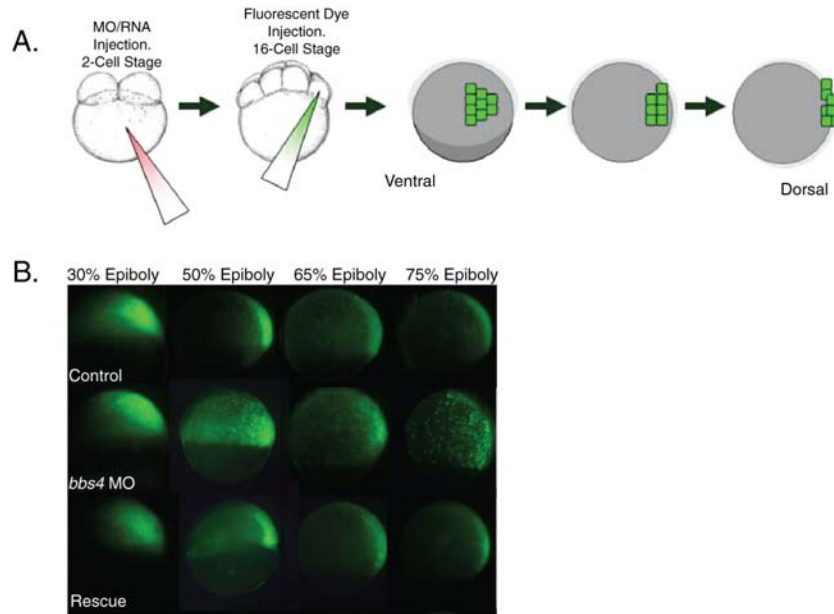 A.
MO/RNA
Injection.
2-Cell Stage
Fluorescent Dye
Injection.
16-Cell Stage
Ventral
Dorsal
B.
30% Epiboly 50% Epiboly 65% Epiboly 75% Epiboly
Control
bbs4 MO
Rescue